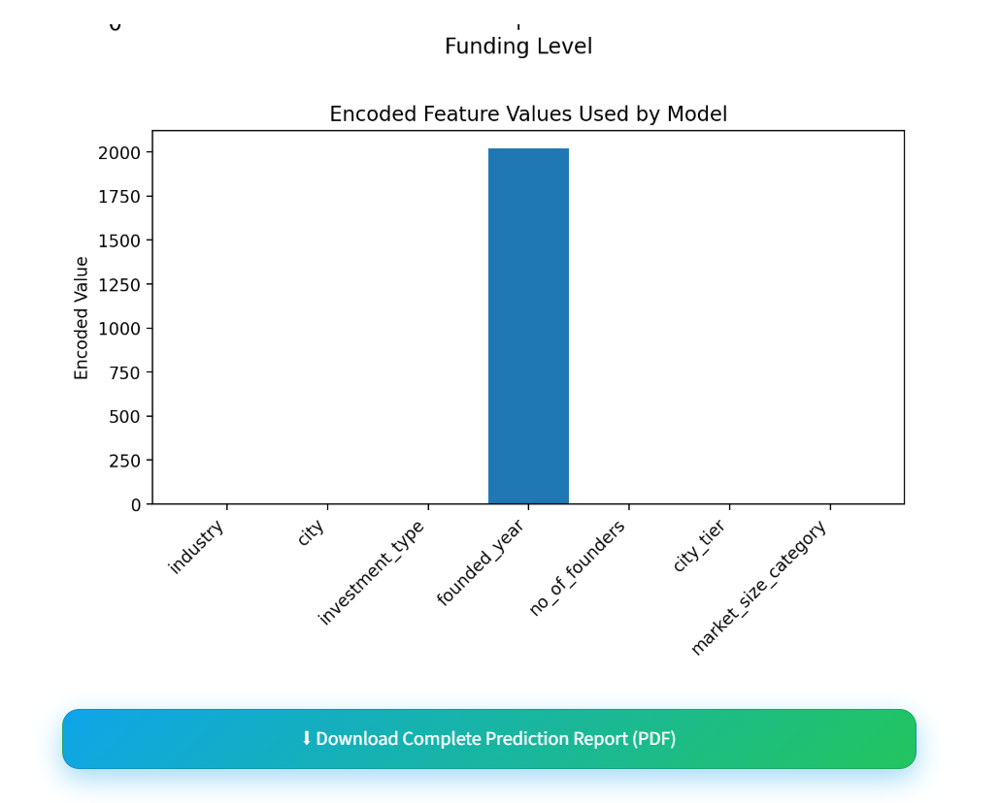 Funding Level
Encoded Feature Values Used by Model
Encoded Value
2000
1750
1500
1250
1000
750
500
250
0
industry
city
investment_type
founded_year
no_of_founders
city_tier
market_size_category
⬇ Download Complete Prediction Report (PDF)